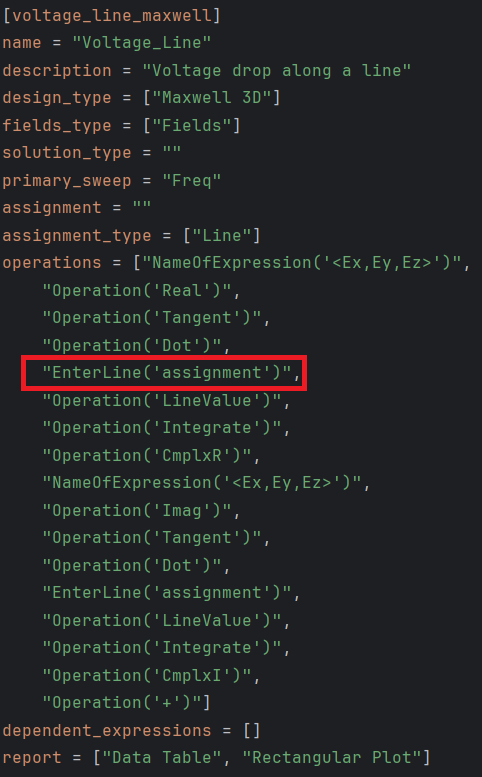 [voltage_line_maxwell]
name = "Voltage_Line"
description = "Voltage drop along a line"
design_type = ["Maxwell 3D"]
fields_type = ["Fields"]
solution_type = ""
primary_sweep = "Freq"
assignment = ""
assignment_type = ["Line"]
operations = ["NameOfExpression('<Ex,Ey,Ez>')",
    "Operation('Real')",
    "Operation('Tangent')",
    "Operation('Dot')",
    "EnterLine('assignment')",
    "Operation('LineValue')",
    "Operation('Integrate')",
    "Operation('CmplxR')",
    "NameOfExpression('<Ex,Ey,Ez>')",
    "Operation('Imag')",
    "Operation('Tangent')",
    "Operation('Dot')",
    "EnterLine('assignment')",
    "Operation('LineValue')",
    "Operation('Integrate')",
    "Operation('CmplxI')",
    "Operation('+')"]
dependent_expressions = []
report = ["Data Table", "Rectangular Plot"]